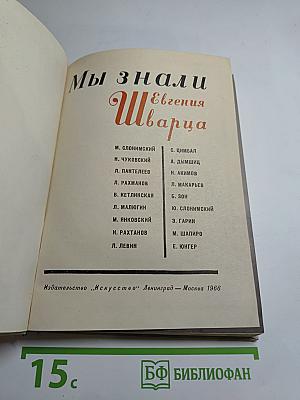 Мы знали
Евгения
Шварца
М. СЛОНИМСКИЙ
Н. ЧУКОВСКИЙ
Л. ПАНТЕЛЕЕВ
Л. РАХМАНОВ
В. КЕТЛИНСКАЯ
Л. МАЛЮГИН
М. ЯНКОВСКИЙ
И. РАХТАНОВ
Л. ЛЕВИН
С. ЦИМБАЛ
А. ДЫМШИЦ
Н. АКИМОВ
Л. МАКАРЬЕВ
Б. ЗОН
Ю. СЛОНИМСКИЙ
Э. ГАРИН
М. ШАПИРО
Е. ЮНГЕР
Издательство „Искусство" Ленинград — Москва 1966
15 с
БФ БИБЛИОФАН